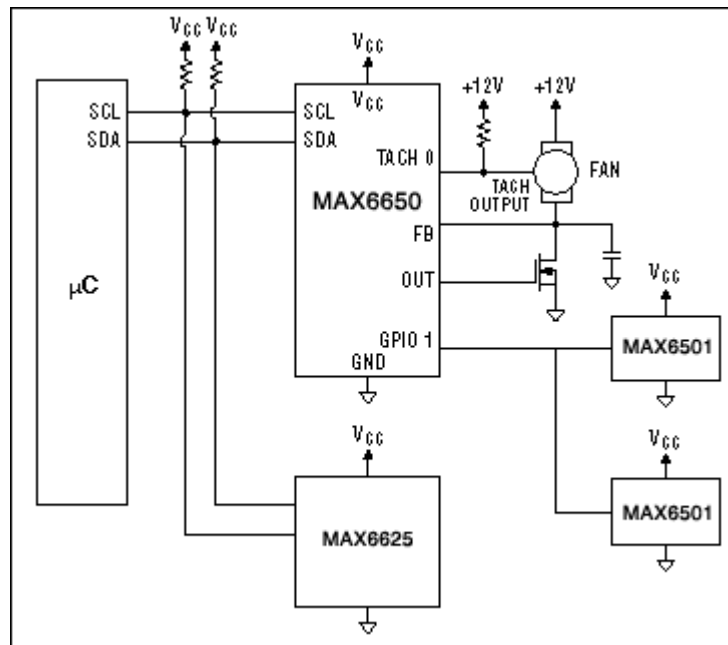 VCC VCC
VCC
VCC
+12V +12V
SCL
SDA
SCL
SDA
TACH 0
TACH
OUTPUT
FAN
MAX6650
FB
μC
OUT
VCC
GPIO 1
GND
MAX6501
VCC
VCC
MAX6625
MAX6501